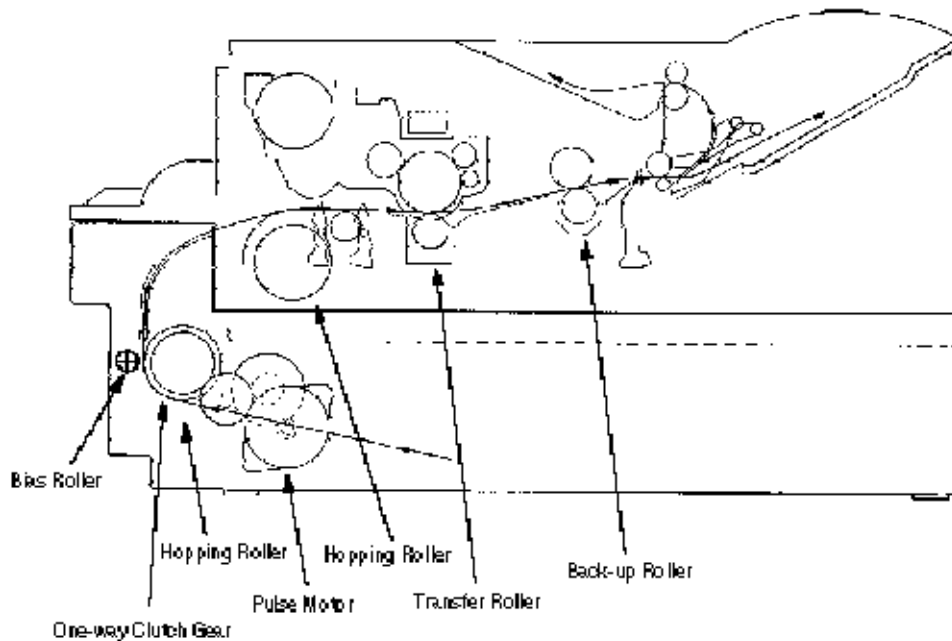 Bias Roller
Hopping Roller
Hopping Roller
Back-up Roller
Pulse Motor
Transfer Roller
One-way Clutch Gear